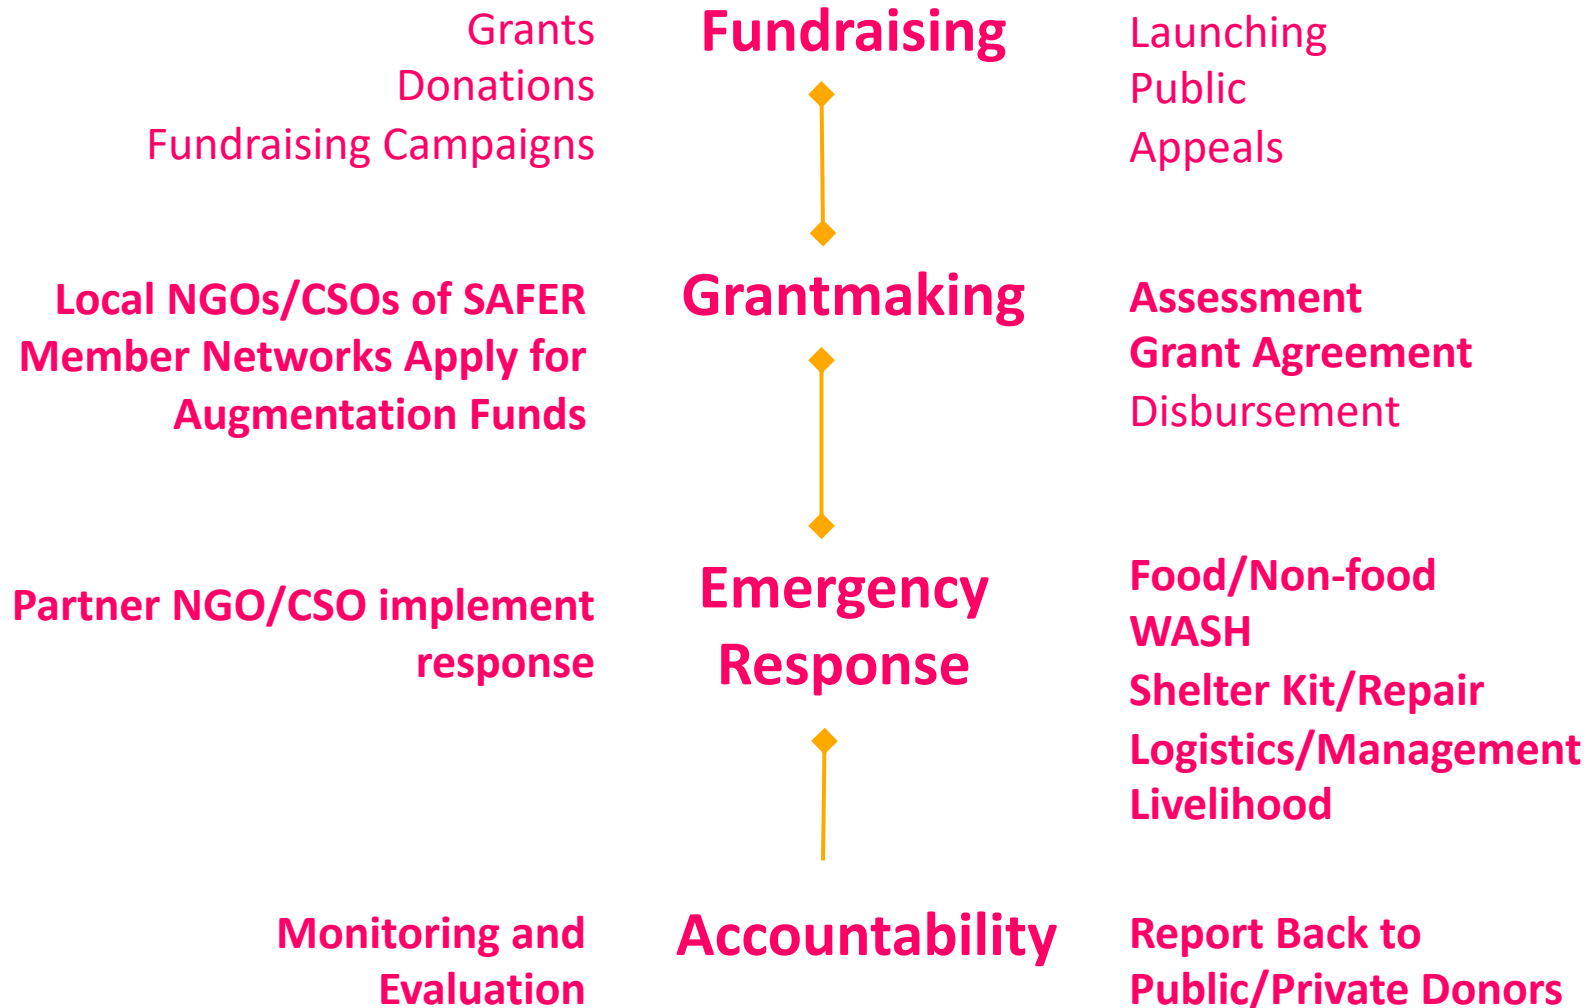 Grants
Donations
Fundraising Campaigns
Fundraising
Launching
Public
Appeals
Local NGOs/CSOs of SAFER
Member Networks Apply for
Augmentation Funds
Grantmaking
Assessment
Grant Agreement
Disbursement
Partner NGO/CSO implement
response
Emergency
Response
Food/Non-food
WASH
Shelter Kit/Repair
Logistics/Management
Livelihood
Monitoring and
Evaluation
Accountability
Report Back to
Public/Private Donors